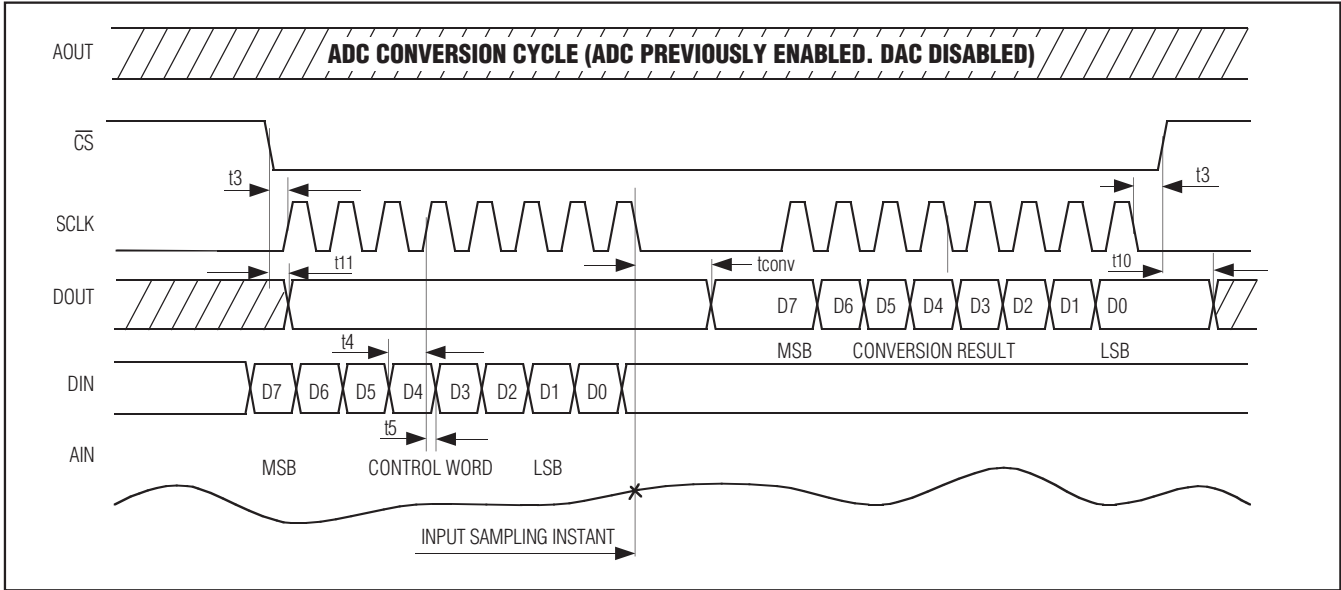 AOUT
ADC CONVERSION CYCLE (ADC PREVIOUSLY ENABLED. DAC DISABLED)
CS
t3
t3
SCLK
t11
tconv
t10
DOUT
D7 D6 D5 D4 D3 D2 D1 D0
MSB CONVERSION RESULT LSB
t4
DIN
D7 D6 D5 D4 D3 D2 D1 D0
t5
AIN
MSB CONTROL WORD LSB
INPUT SAMPLING INSTANT